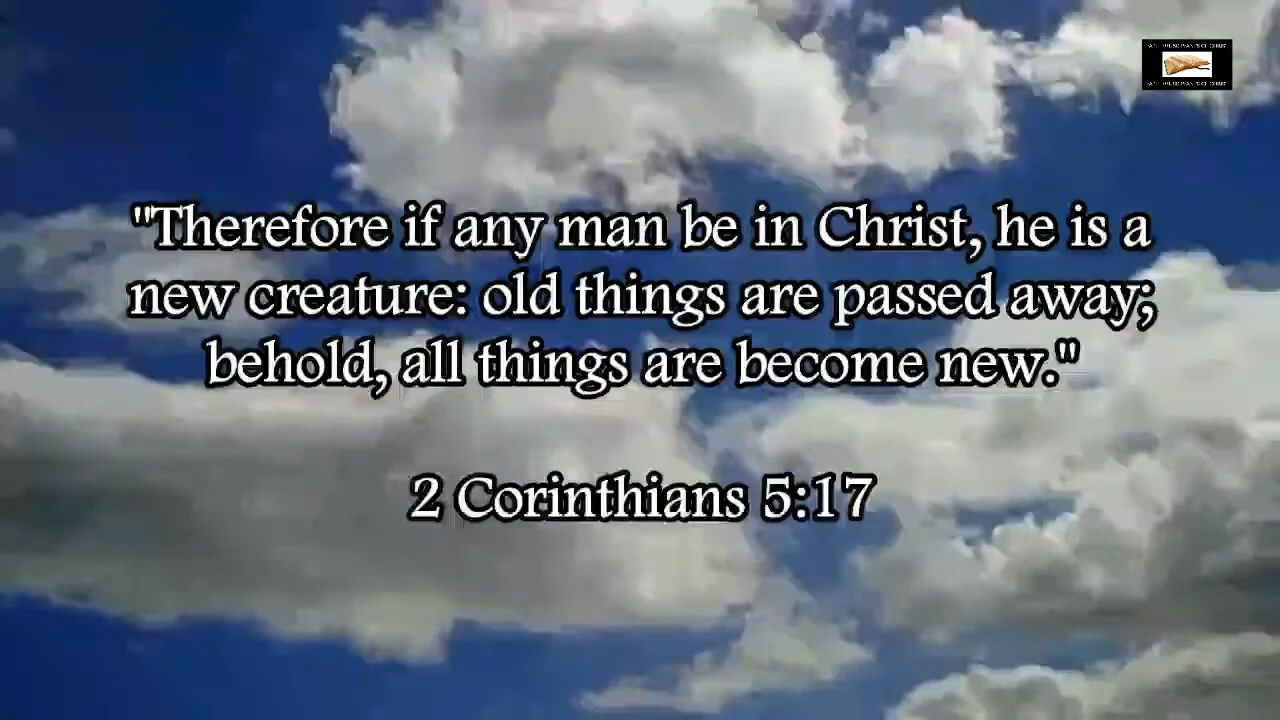 "Therefore if any man be in Christ, he is a
new creature: old things are passed away;
behold, all things are become new."
2 Corinthians 5:17